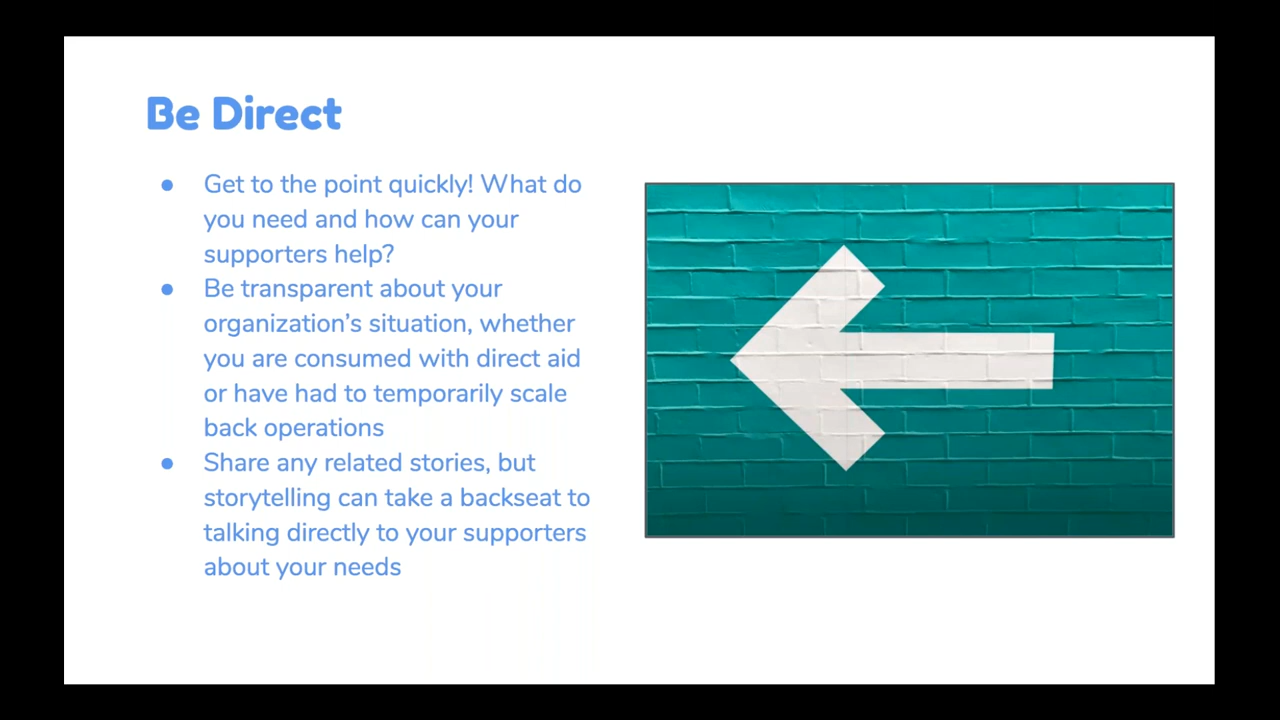 Be Direct
● Get to the point quickly! What do
you need and how can your
supporters help?
● Be transparent about your
organization's situation, whether
you are consumed with direct aid
or have had to temporarily scale
back operations
● Share any related stories, but
storytelling can take a backseat to
talking directly to your supporters
about your needs